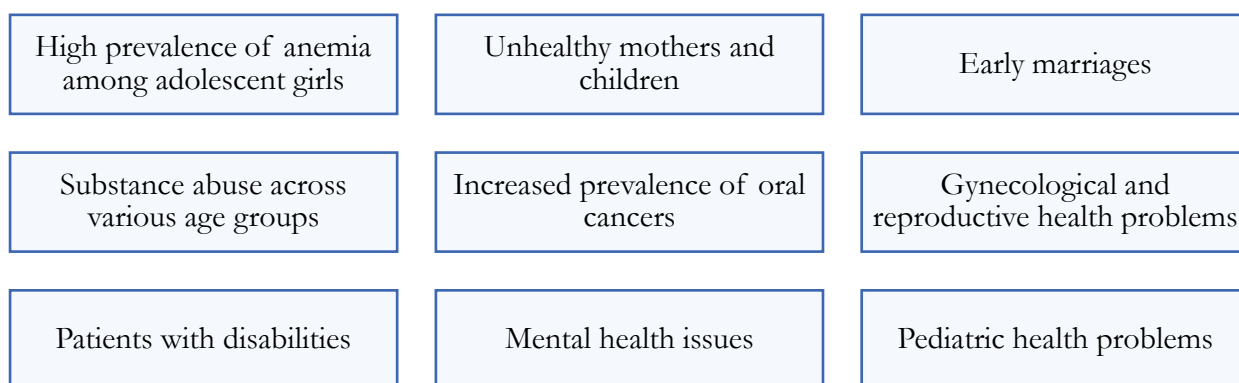 High prevalence of anemia
among adolescent girls
Unhealthy mothers and
children
Early marriages
Substance abuse across
various age groups
Increased prevalence of oral
cancers
Gynecological and
reproductive health problems
Patients with disabilities
Mental health issues
Pediatric health problems